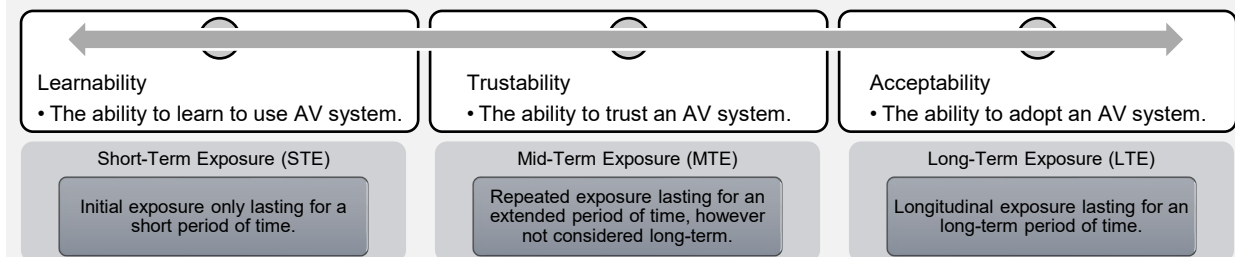 Learnability
• The ability to learn to use AV system.
Trustability
• The ability to trust an AV system.
Acceptability
• The ability to adopt an AV system.
Short-Term Exposure (STE)
Initial exposure only lasting for a
short period of time.
Mid-Term Exposure (MTE)
Repeated exposure lasting for an
extended period of time, however
not considered long-term.
Long-Term Exposure (LTE)
Longitudinal exposure lasting for an
long-term period of time.